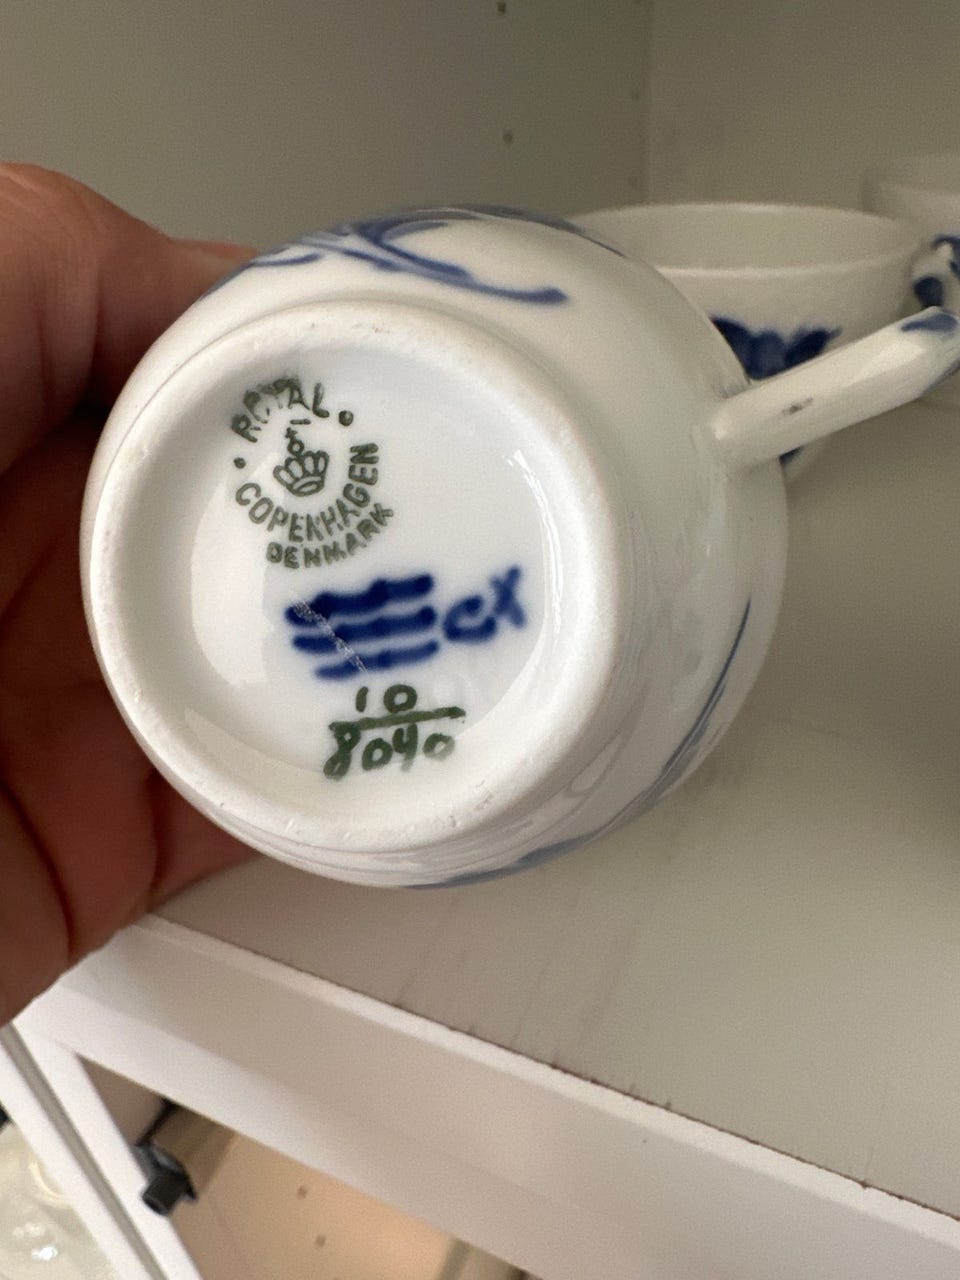 ROYAL
COPENHAGEN
DENMARK
CX
10
8040